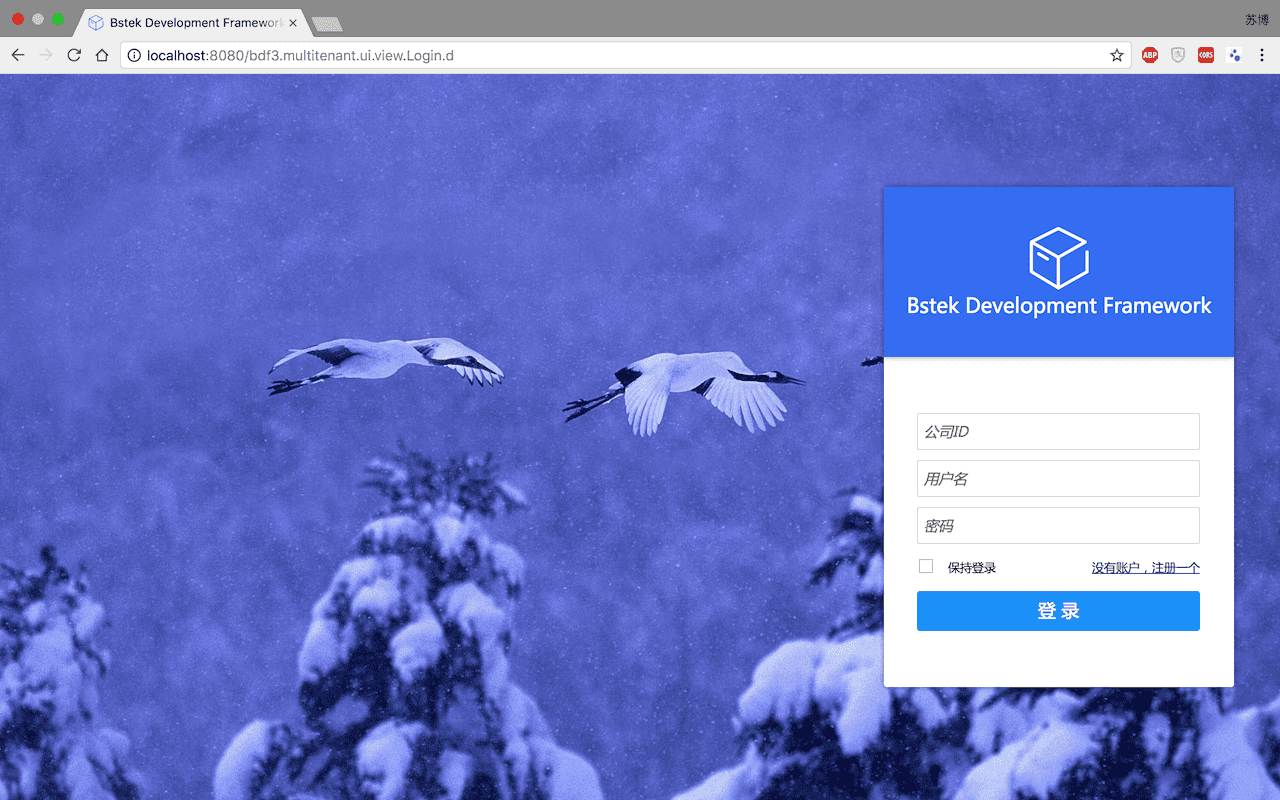 Bstek Development Framework
苏博
localhost:8080/bdf3.multitenant.ui.view.Login.d
ABP
CORS
Bstek Development Framework
公司ID
用户名
密码
保持登录
没有账户，注册一个
登 录